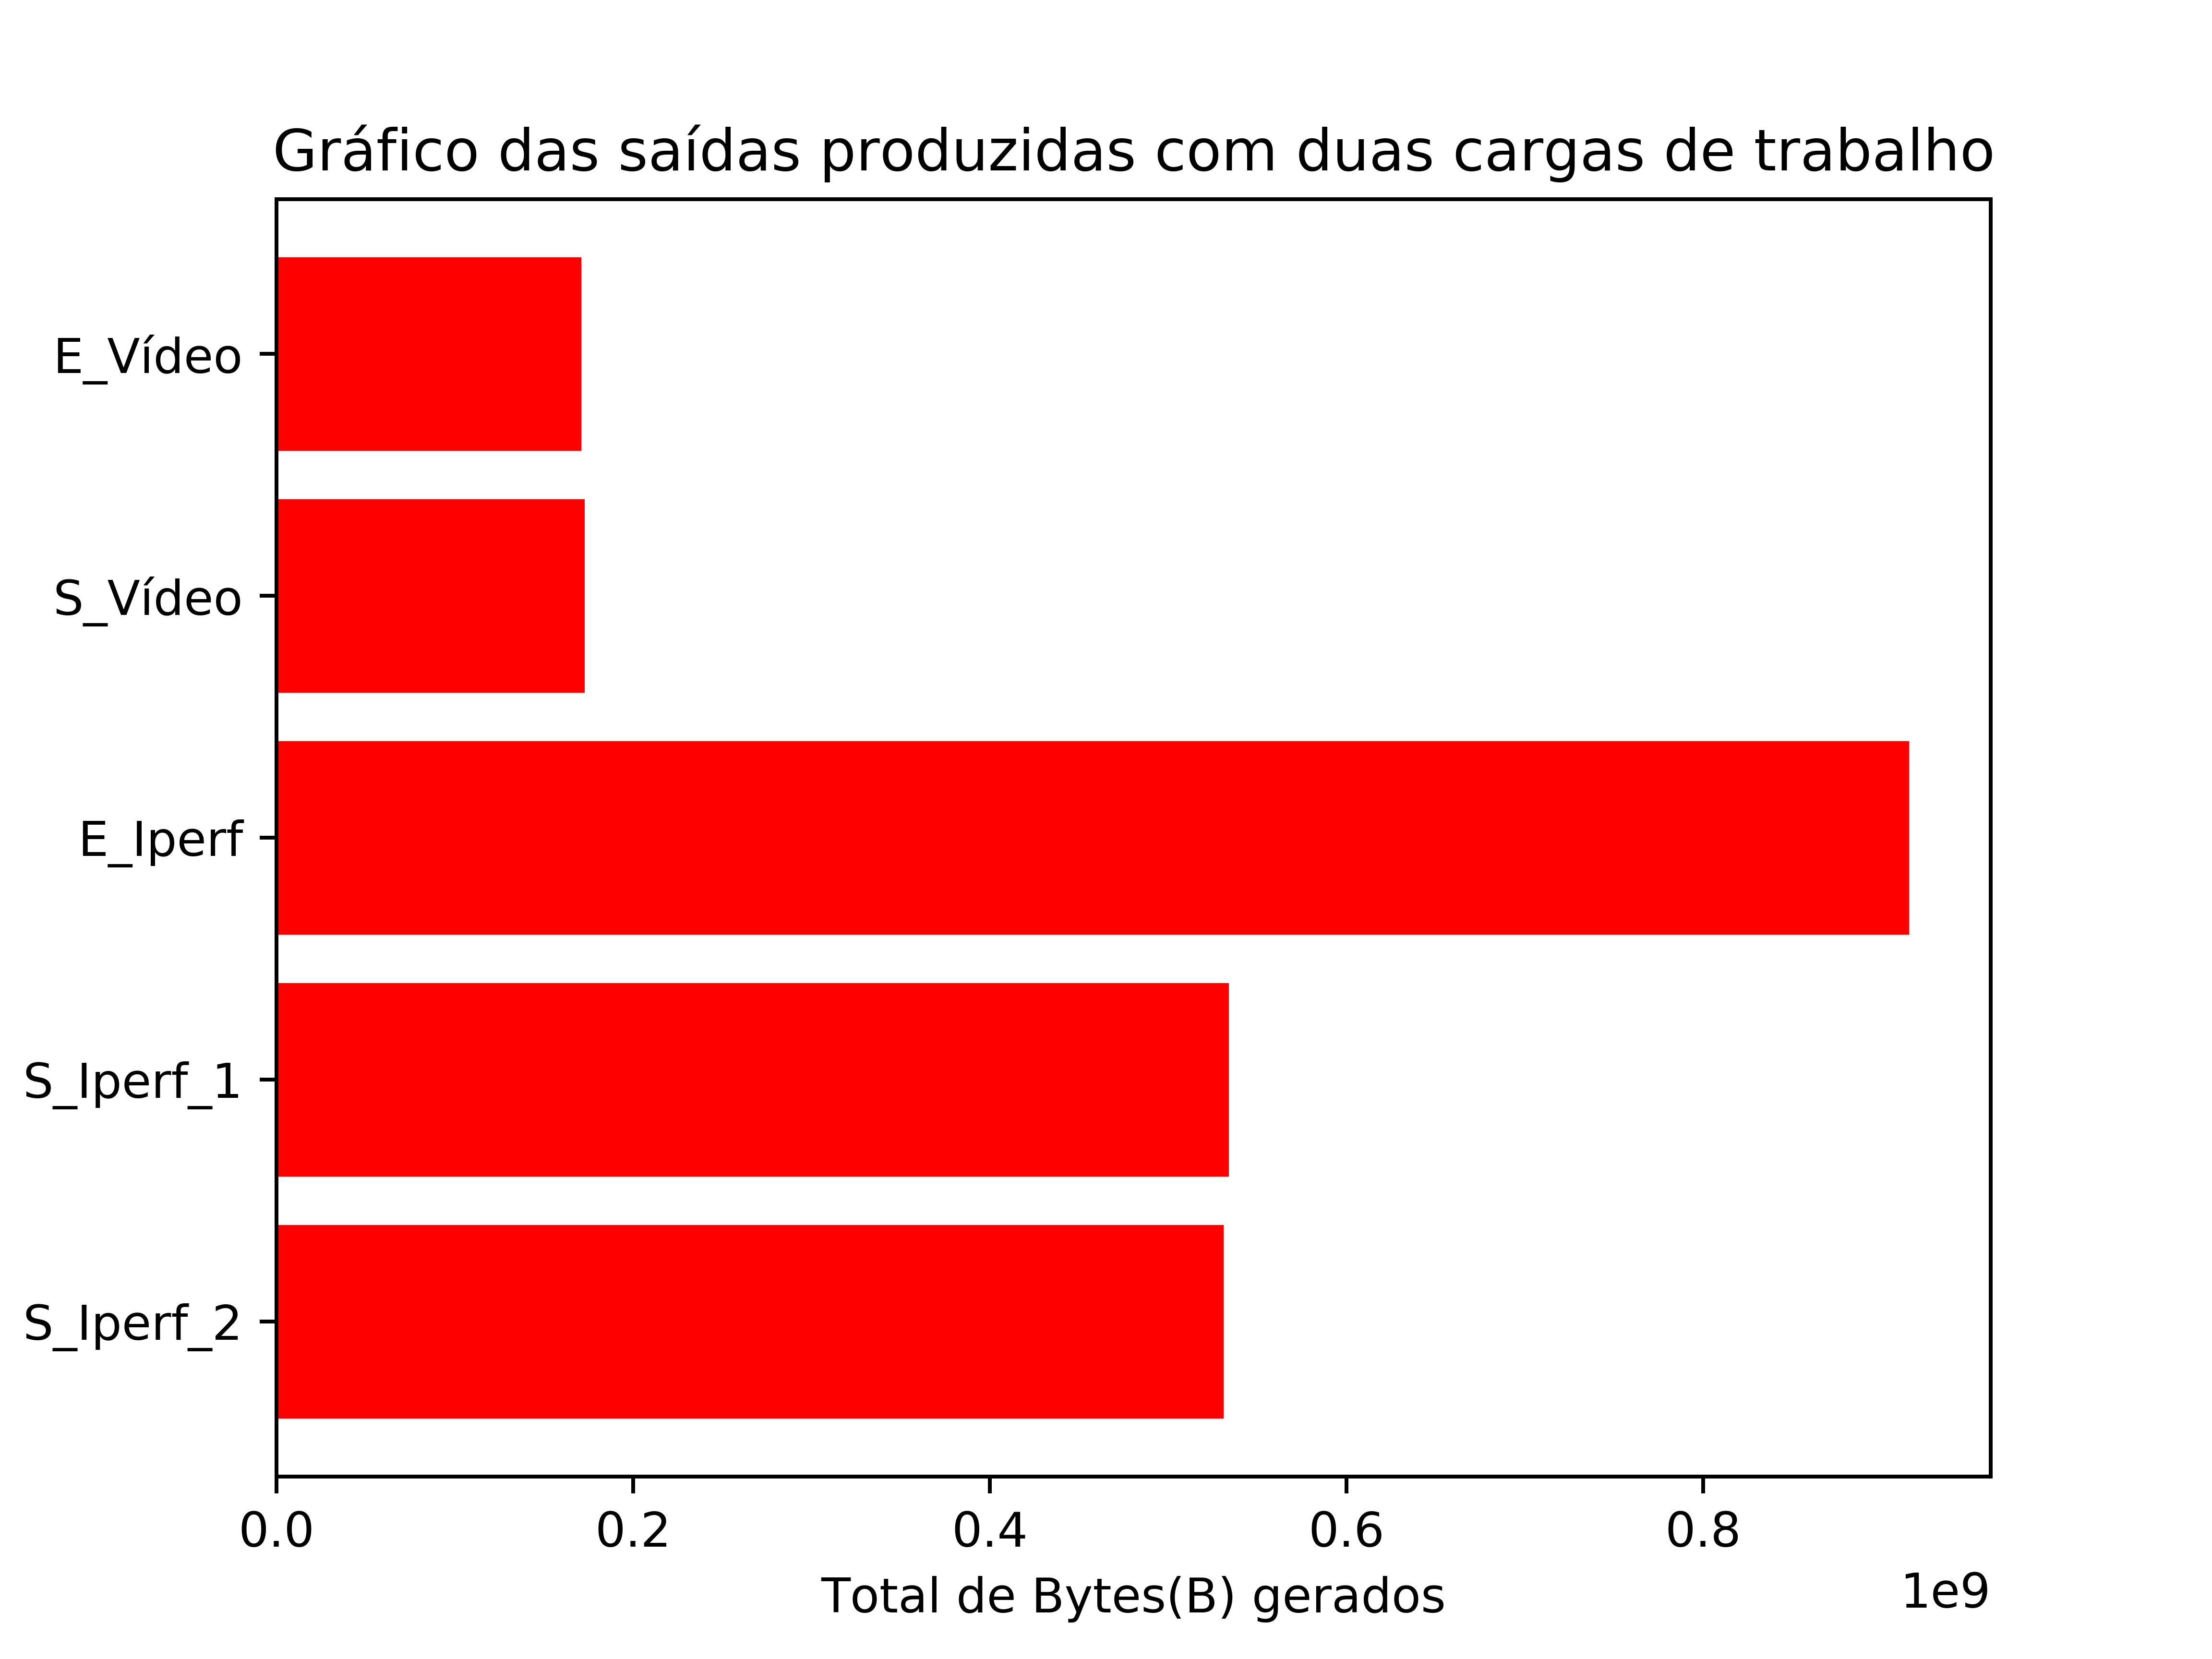 Gráfico das saídas produzidas com duas cargas de trabalho
E_Vídeo
S_Vídeo
E_Iperf
S_Iperf_1
S_Iperf_2
0.0 0.2 0.4 0.6 0.8
Total de Bytes(B) gerados
1e9